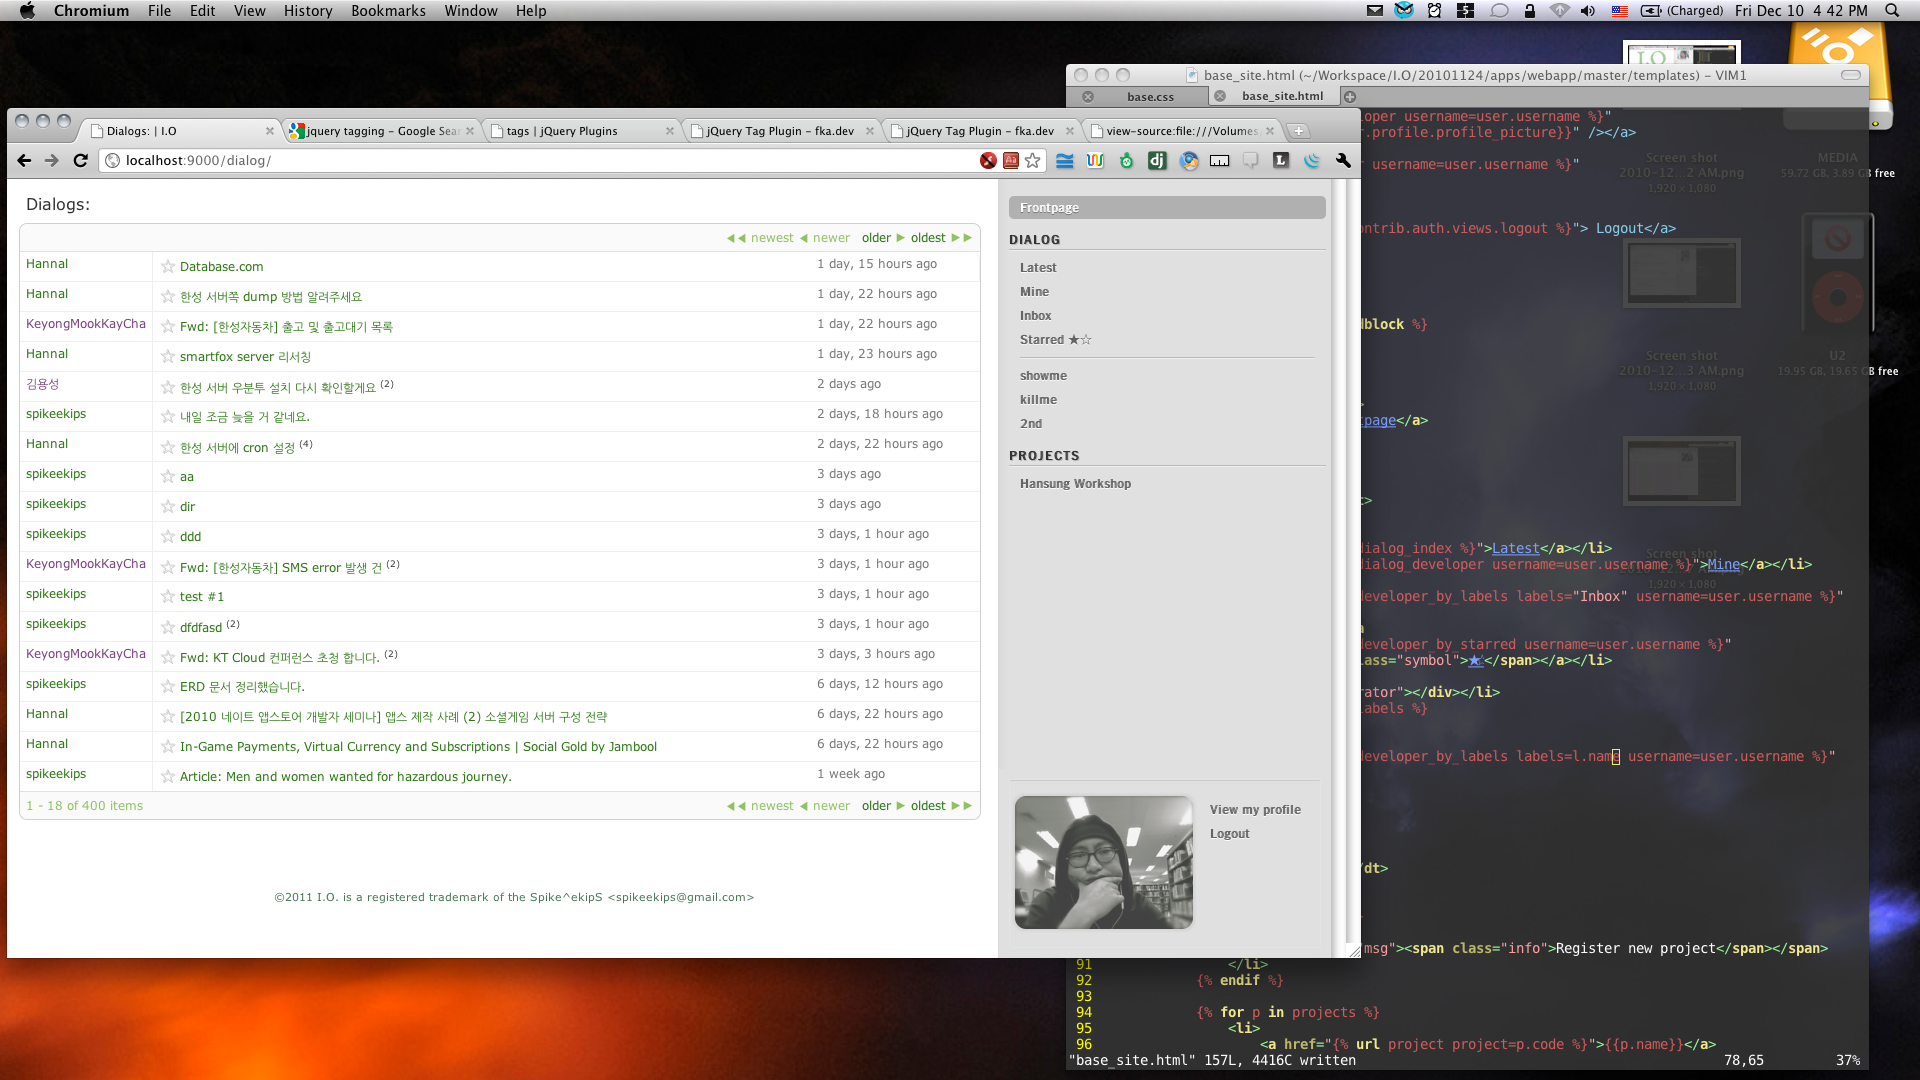 Chromium File Edit View History Bookmarks Window Help (Charged) Fri Dec 10 4:42 PM
base_site.html (~/Workspace/I.O/20101124/apps/webapp/master/templates) – VIM1
base.css base_site.html
Dialogs: | I.O jquery tagging – Google Sear tags | jQuery Plugins jQuery Tag Plugin – fka.dev jQuery Tag Plugin – fka.dev view-source:file:///Volumes
localhost:9000/dialog/
Dialogs:
newest newer older oldest
Hannal Database.com 1 day, 15 hours ago
Hannal 한성 서버쪽 dump 방법 알려주세요 1 day, 22 hours ago
KeyongMookKayCha Fwd: [한성자동차] 출고 및 출고대기 목록 1 day, 22 hours ago
Hannal smartfox server 리서칭 1 day, 23 hours ago
김용성 한성 서버 우분투 설치 다시 확인할게요 (2) 2 days ago
spikeekips 내일 조금 늦을 거 같네요. 2 days, 18 hours ago
Hannal 한성 서버에 cron 설정 (4) 2 days, 22 hours ago
spikeekips aa 3 days ago
spikeekips dir 3 days ago
spikeekips ddd 3 days, 1 hour ago
KeyongMookKayCha Fwd: [한성자동차] SMS error 발생 건 (2) 3 days, 1 hour ago
spikeekips test #1 3 days, 1 hour ago
spikeekips dfdfasd (2) 3 days, 1 hour ago
KeyongMookKayCha Fwd: KT Cloud 컨퍼런스 초청 합니다. (2) 3 days, 3 hours ago
spikeekips ERD 문서 정리했습니다. 6 days, 12 hours ago
Hannal [2010 네이트 앱스토어 개발자 세미나] 앱스 제작 사례 (2) 소셜게임 서버 구성 전략 6 days, 22 hours ago
Hannal In-Game Payments, Virtual Currency and Subscriptions | Social Gold by Jambool 6 days, 22 hours ago
spikeekips Article: Men and women wanted for hazardous journey. 1 week ago
1 - 18 of 400 items newest newer older oldest
©2011 I.O. is a registered trademark of the Spike^ekipS <spikeekips@gmail.com>
Frontpage
DIALOG
Latest
Mine
Inbox
Starred ★☆
showme
killme
2nd
PROJECTS
Hansung Workshop
View my profile
Logout
oper username=user.username %}"
r.profile.profile_picture}}" /></a>
username=user.username %}"
ontrib.auth.views.logout %}"> Logout</a>
dblock %}
>
tpage</a>
>
dialog_index %}">Latest</a></li>
dialog_developer username=user.username %}">Mine</a></li>
developer_by_labels labels="Inbox" username=user.username %}"
developer_by_starred username=user.username %}"
lass="symbol">★</span></a></li>
rator"></div></li>
labels %}
developer_by_labels labels=l.name username=user.username %}"
/dt>
"msg"><span class="info">Register new project</span></span>
91 </li>
92 {% endif %}
93
94 {% for p in projects %}
95 <li>
96 <a href="{% url project project=p.code %}">{{p.name}}</a>
"base_site.html" 157L, 4416C written 78,65 37%
Screen shot
2010-12...2 AM.png
1,920 × 1,080
MEDIA
59.72 GB, 3.89 GB free
Screen shot
2010-12...3 AM.png
1,920 × 1,080
U2
19.95 GB, 19.65 GB free
Screen shot
1,920 × 1,080